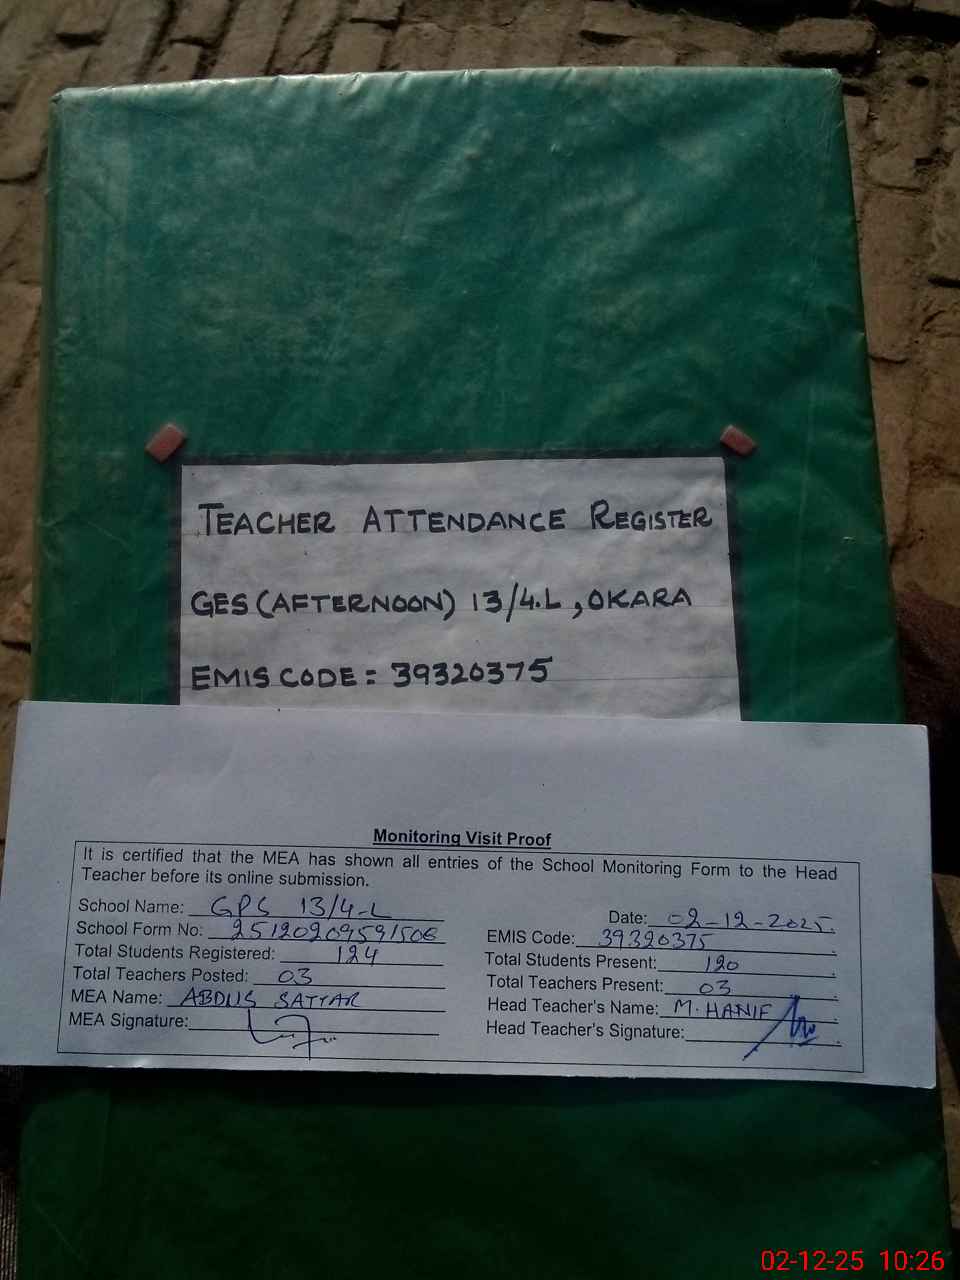 TEACHER ATTENDANCE REGISTER
GES (AFTERNOON) 13/4.L, OKARA
EMIS CODE = 39320375
Monitoring Visit Proof
It is certified that the MEA has shown all entries of the School Monitoring Form to the Head
Teacher before its online submission.
School Name: GPS 13/4-L
Date: 02-12-2025
School Form No: 25120209591506
EMIS Code: 39320375
Total Students Registered: 124
Total Students Present: 120
Total Teachers Posted: 03
Total Teachers Present: 03
MEA Name: ABDUS SATTAR
Head Teacher's Name: M. HANIF
MEA Signature:
Head Teacher's Signature:
02-12-25 10:26